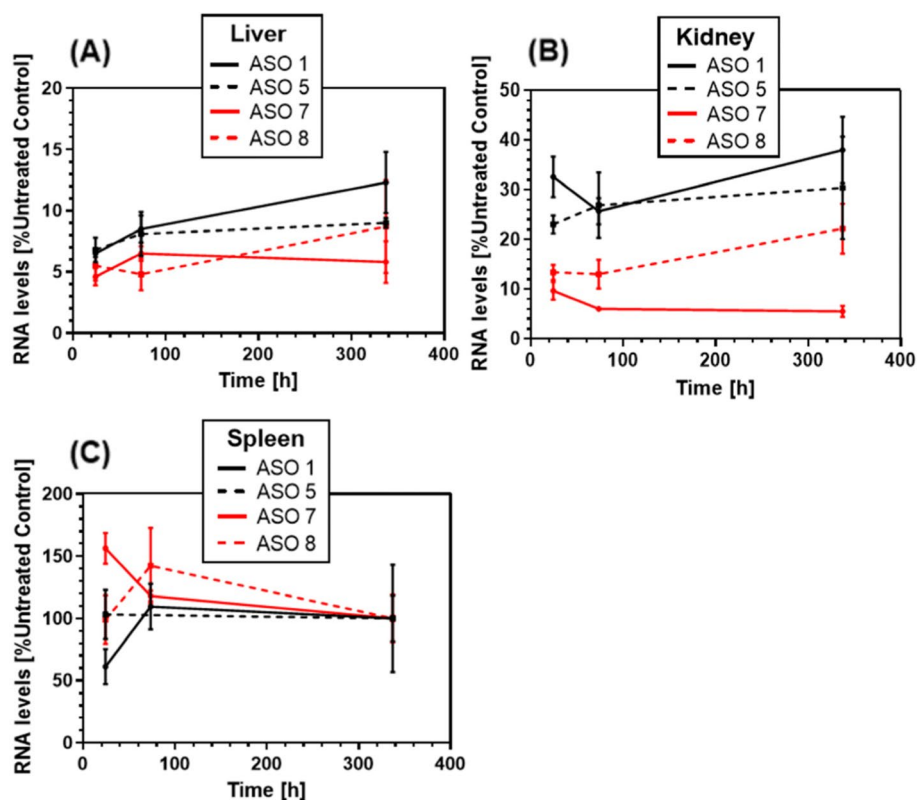 (A)
Liver
ASO 1
ASO 5
ASO 7
ASO 8
RNA levels [%Untreated Control]
20
15
10
5
0
0 100 200 300 400
Time [h]
(B)
Kidney
ASO 1
ASO 5
ASO 7
ASO 8
RNA levels [%Untreated Control]
50
40
30
20
10
0
0 100 200 300 400
Time [h]
(C)
Spleen
ASO 1
ASO 5
ASO 7
ASO 8
RNA levels [%Untreated Control]
200
150
100
50
0
0 100 200 300 400
Time [h]